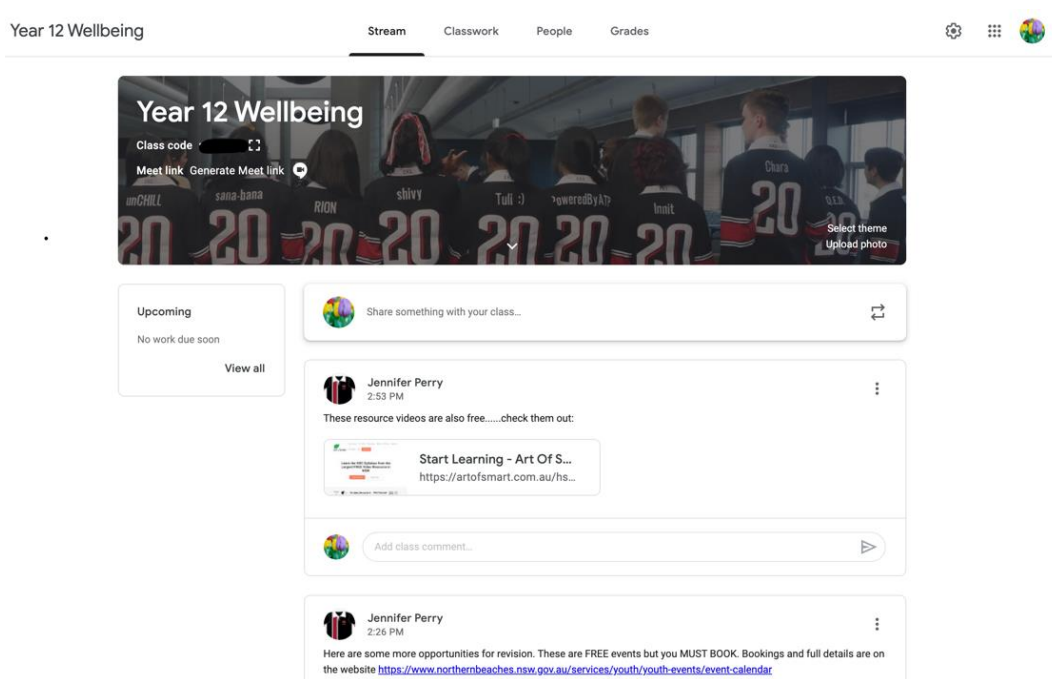 Year 12 Wellbeing
Stream
Classwork
People
Grades
Year 12 Wellbeing
Class code
Meet link Generate Meet link
umCHILL
sana-bana
RION
shivy
Tuli :)
PoweredByATP
Innit
Chara
Q.E.D.
20
20
20
20
20
20
20
20
20
Select theme
Upload photo
Upcoming
No work due soon
View all
Share something with your class...
Jennifer Perry
2:53 PM
These resource videos are also free......check them out:
Start Learning - Art Of S...
https://artofsmart.com.au/hs...
Add class comment...
Jennifer Perry
2:26 PM
Here are some more opportunities for revision. These are FREE events but you MUST BOOK. Bookings and full details are on
the website https://www.northernbeaches.nsw.gov.au/services/youth/youth-events/event-calendar